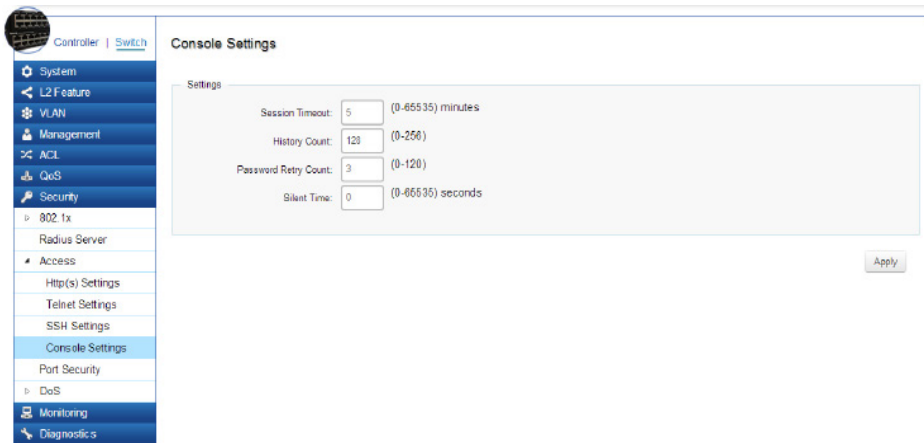 Controller | Switch
Console Settings
System
L2 Feature
VLAN
Management
ACL
QoS
Security
802.1x
Radius Server
Access
Http(s) Settings
Telnet Settings
SSH Settings
Console Settings
Port Security
DoS
Monitoring
Diagnostics
Settings
Session Timeout: 5 (0-65535) minutes
History Count: 128 (0-256)
Password Retry Count: 3 (0-120)
Silent Time: 0 (0-65535) seconds
Apply